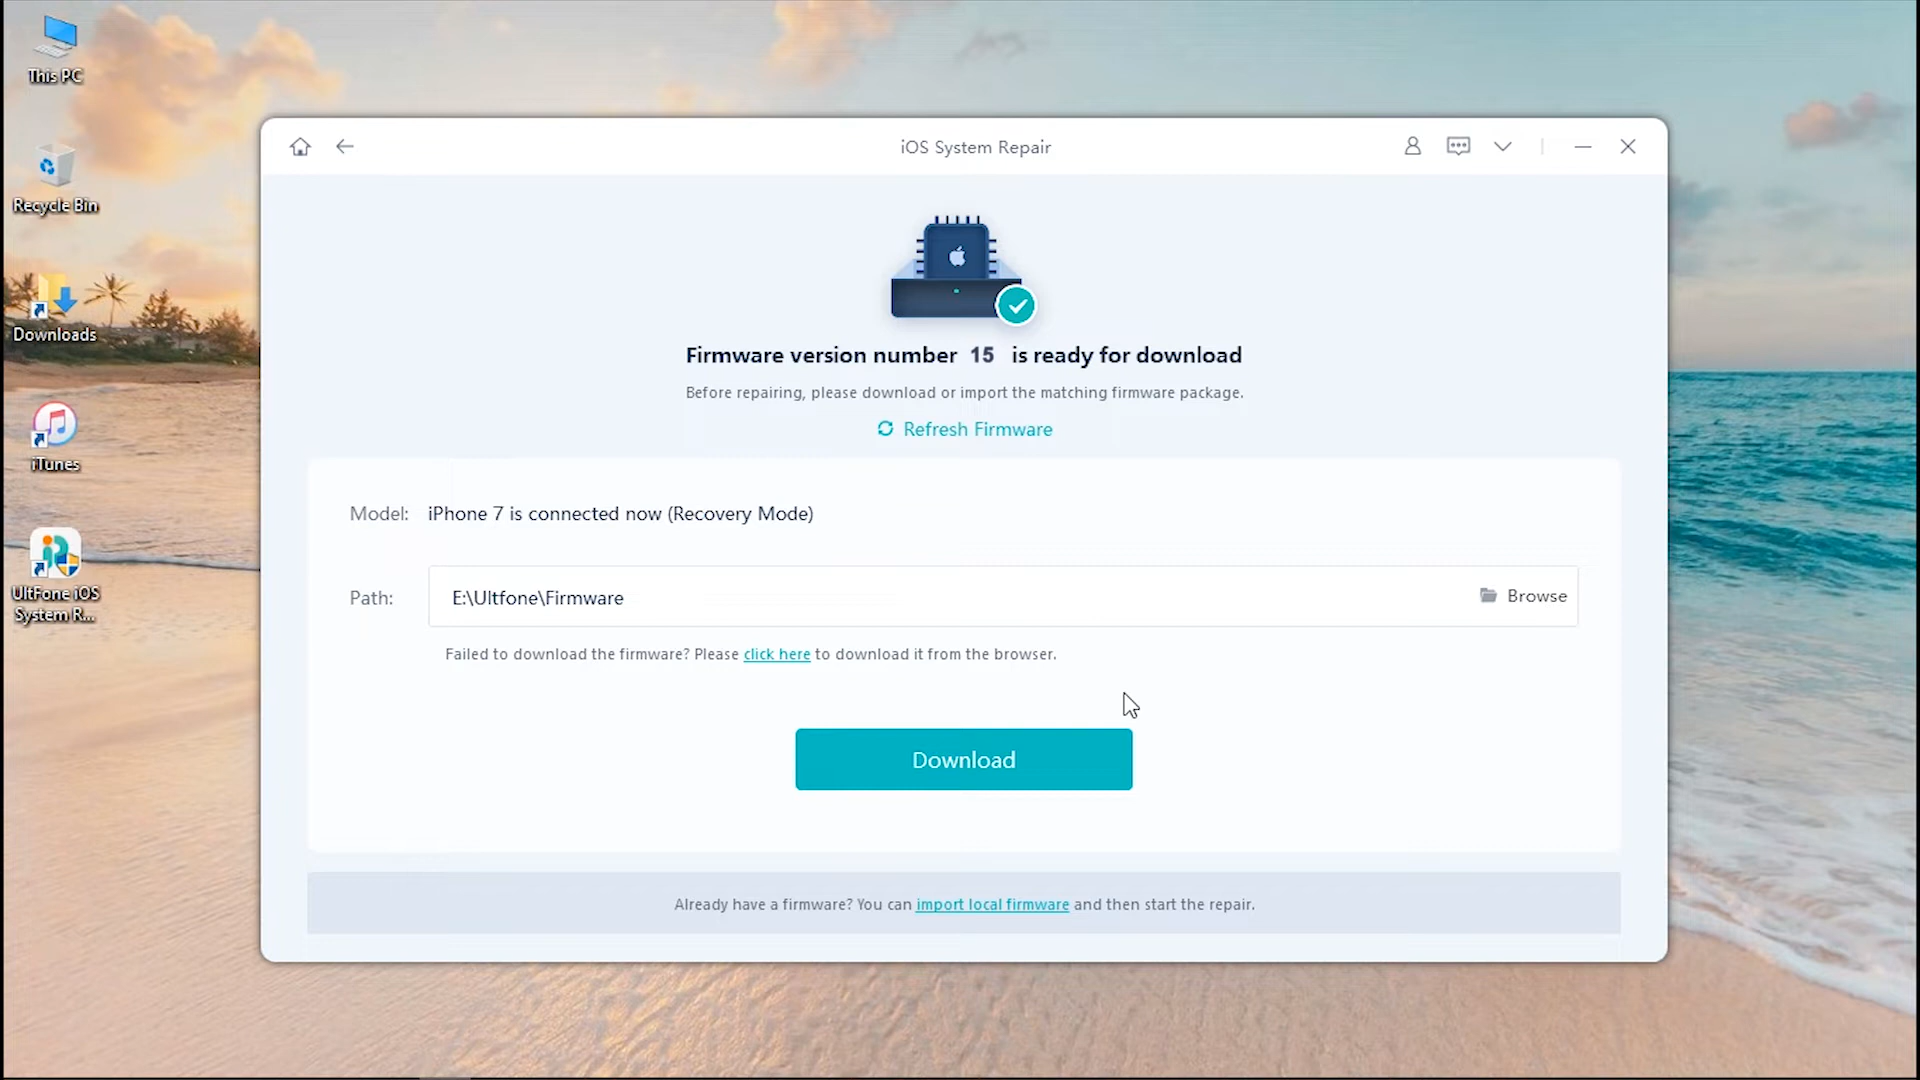 This PC
Recycle Bin
Downloads
iTunes
UltFone iOS
System R...
iOS System Repair
Firmware version number 15 is ready for download
Before repairing, please download or import the matching firmware package.
Refresh Firmware
Model: iPhone 7 is connected now (Recovery Mode)
Path: E:\Ultfone\Firmware Browse
Failed to download the firmware? Please click here to download it from the browser.
Download
Already have a firmware? You can import local firmware and then start the repair.